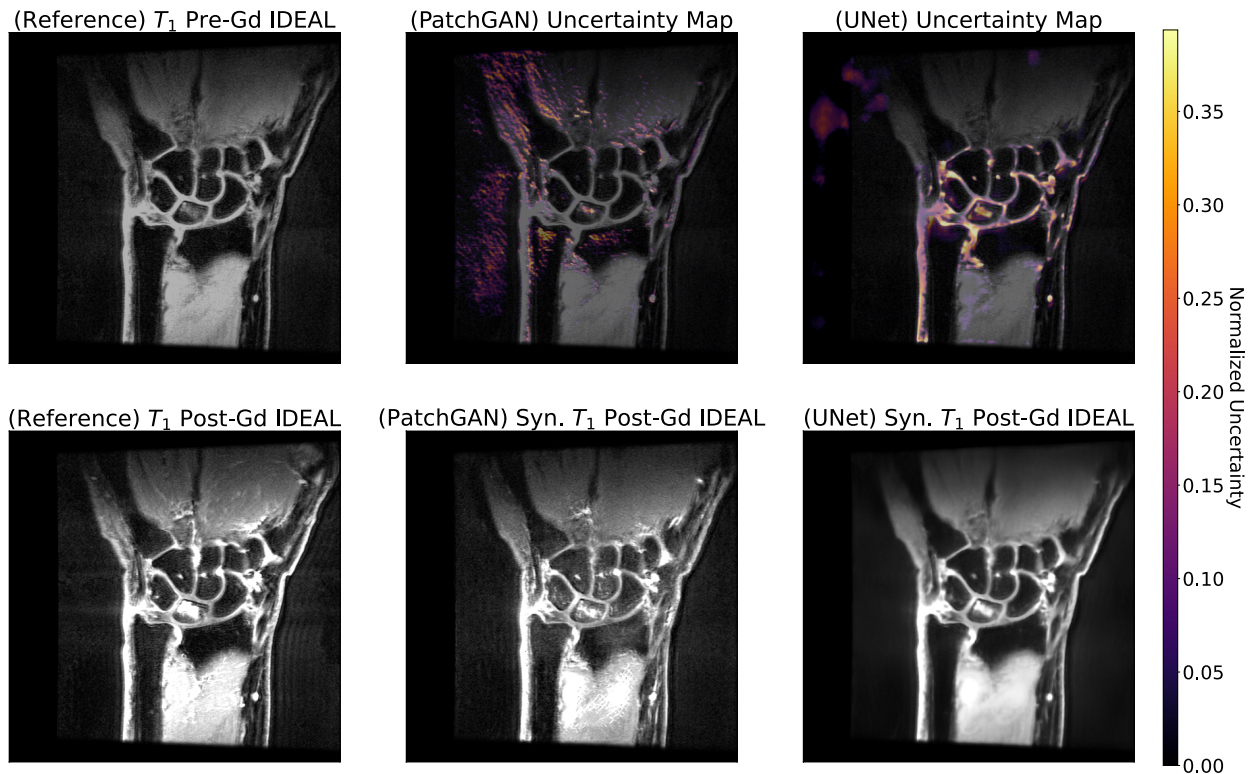 (Reference) T₁ Pre-Gd IDEAL
(PatchGAN) Uncertainty Map
(UNet) Uncertainty Map
(Reference) T₁ Post-Gd IDEAL
(PatchGAN) Syn. T₁ Post-Gd IDEAL
(UNet) Syn. T₁ Post-Gd IDEAL
0.35
0.30
0.25
0.20
0.15
0.10
0.05
0.00
Normalized Uncertainty